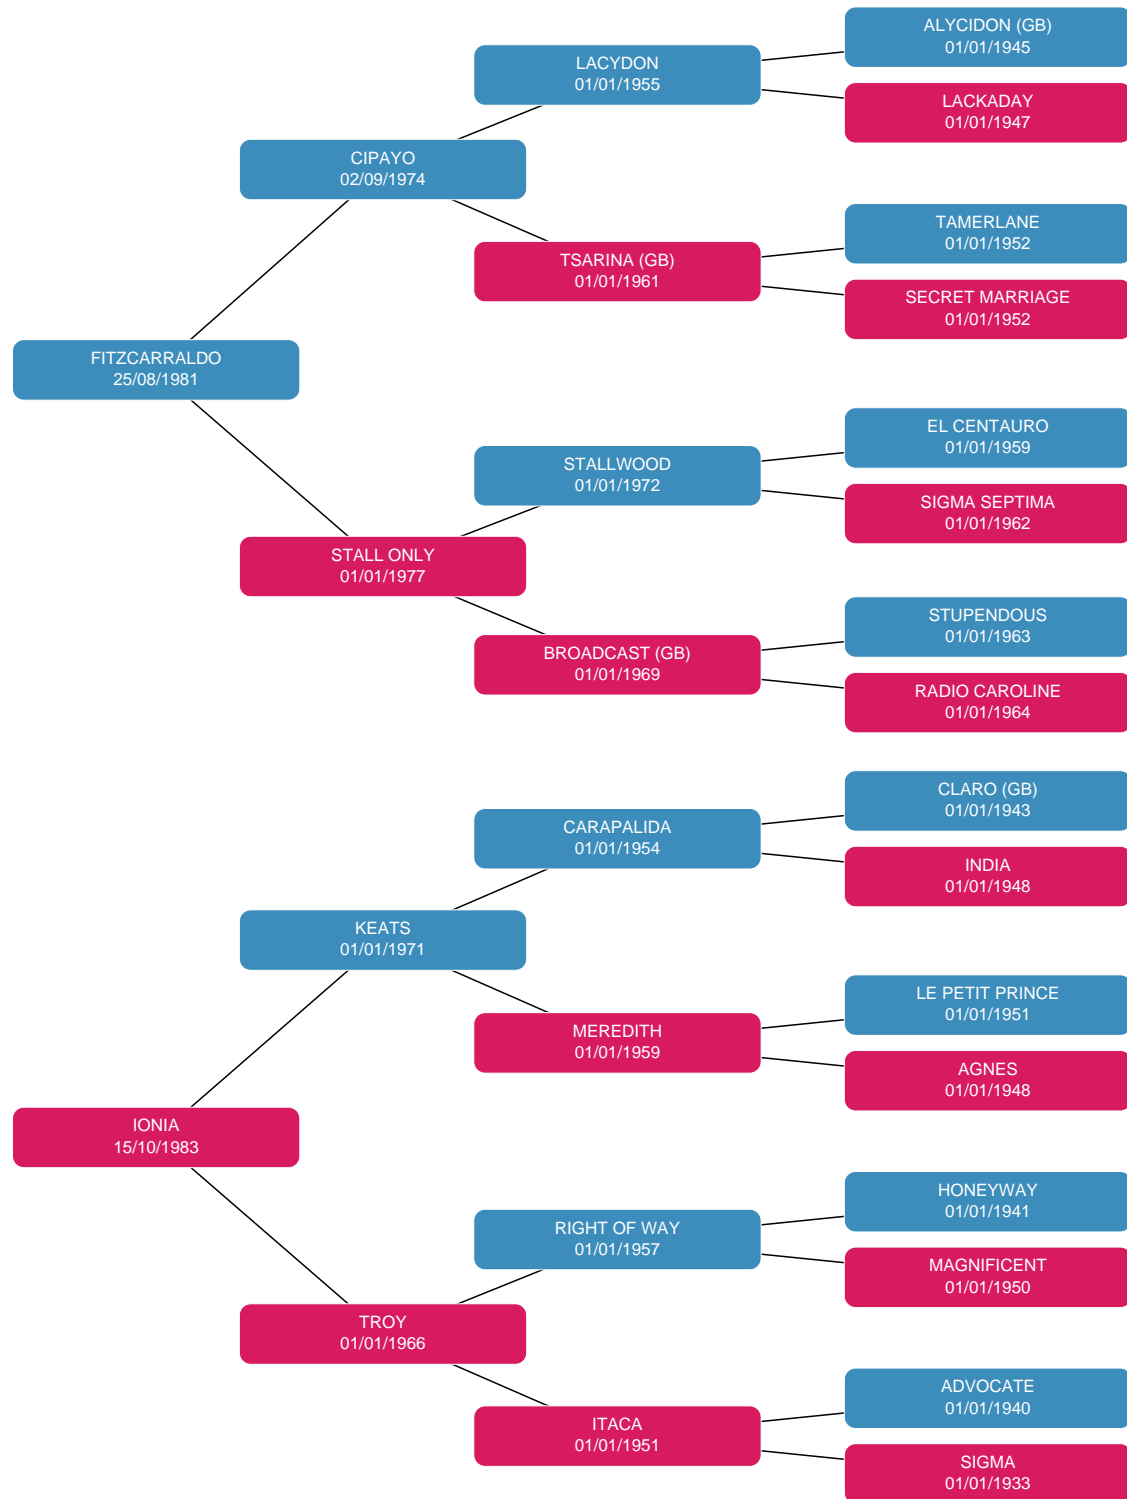 ALYCIDON (GB)
01/01/1945
LACYDON
01/01/1955
LACKADAY
01/01/1947
CIPAYO
02/09/1974
TAMERLANE
01/01/1952
TSARINA (GB)
01/01/1961
SECRET MARRIAGE
01/01/1952
FITZCARRALDO
25/08/1981
EL CENTAURO
01/01/1959
STALLWOOD
01/01/1972
SIGMA SEPTIMA
01/01/1962
STALL ONLY
01/01/1977
STUPENDOUS
01/01/1963
BROADCAST (GB)
01/01/1969
RADIO CAROLINE
01/01/1964
CLARO (GB)
01/01/1943
CARAPALIDA
01/01/1954
INDIA
01/01/1948
KEATS
01/01/1971
LE PETIT PRINCE
01/01/1951
MEREDITH
01/01/1959
AGNES
01/01/1948
IONIA
15/10/1983
HONEYWAY
01/01/1941
RIGHT OF WAY
01/01/1957
MAGNIFICENT
01/01/1950
TROY
01/01/1966
ADVOCATE
01/01/1940
ITACA
01/01/1951
SIGMA
01/01/1933